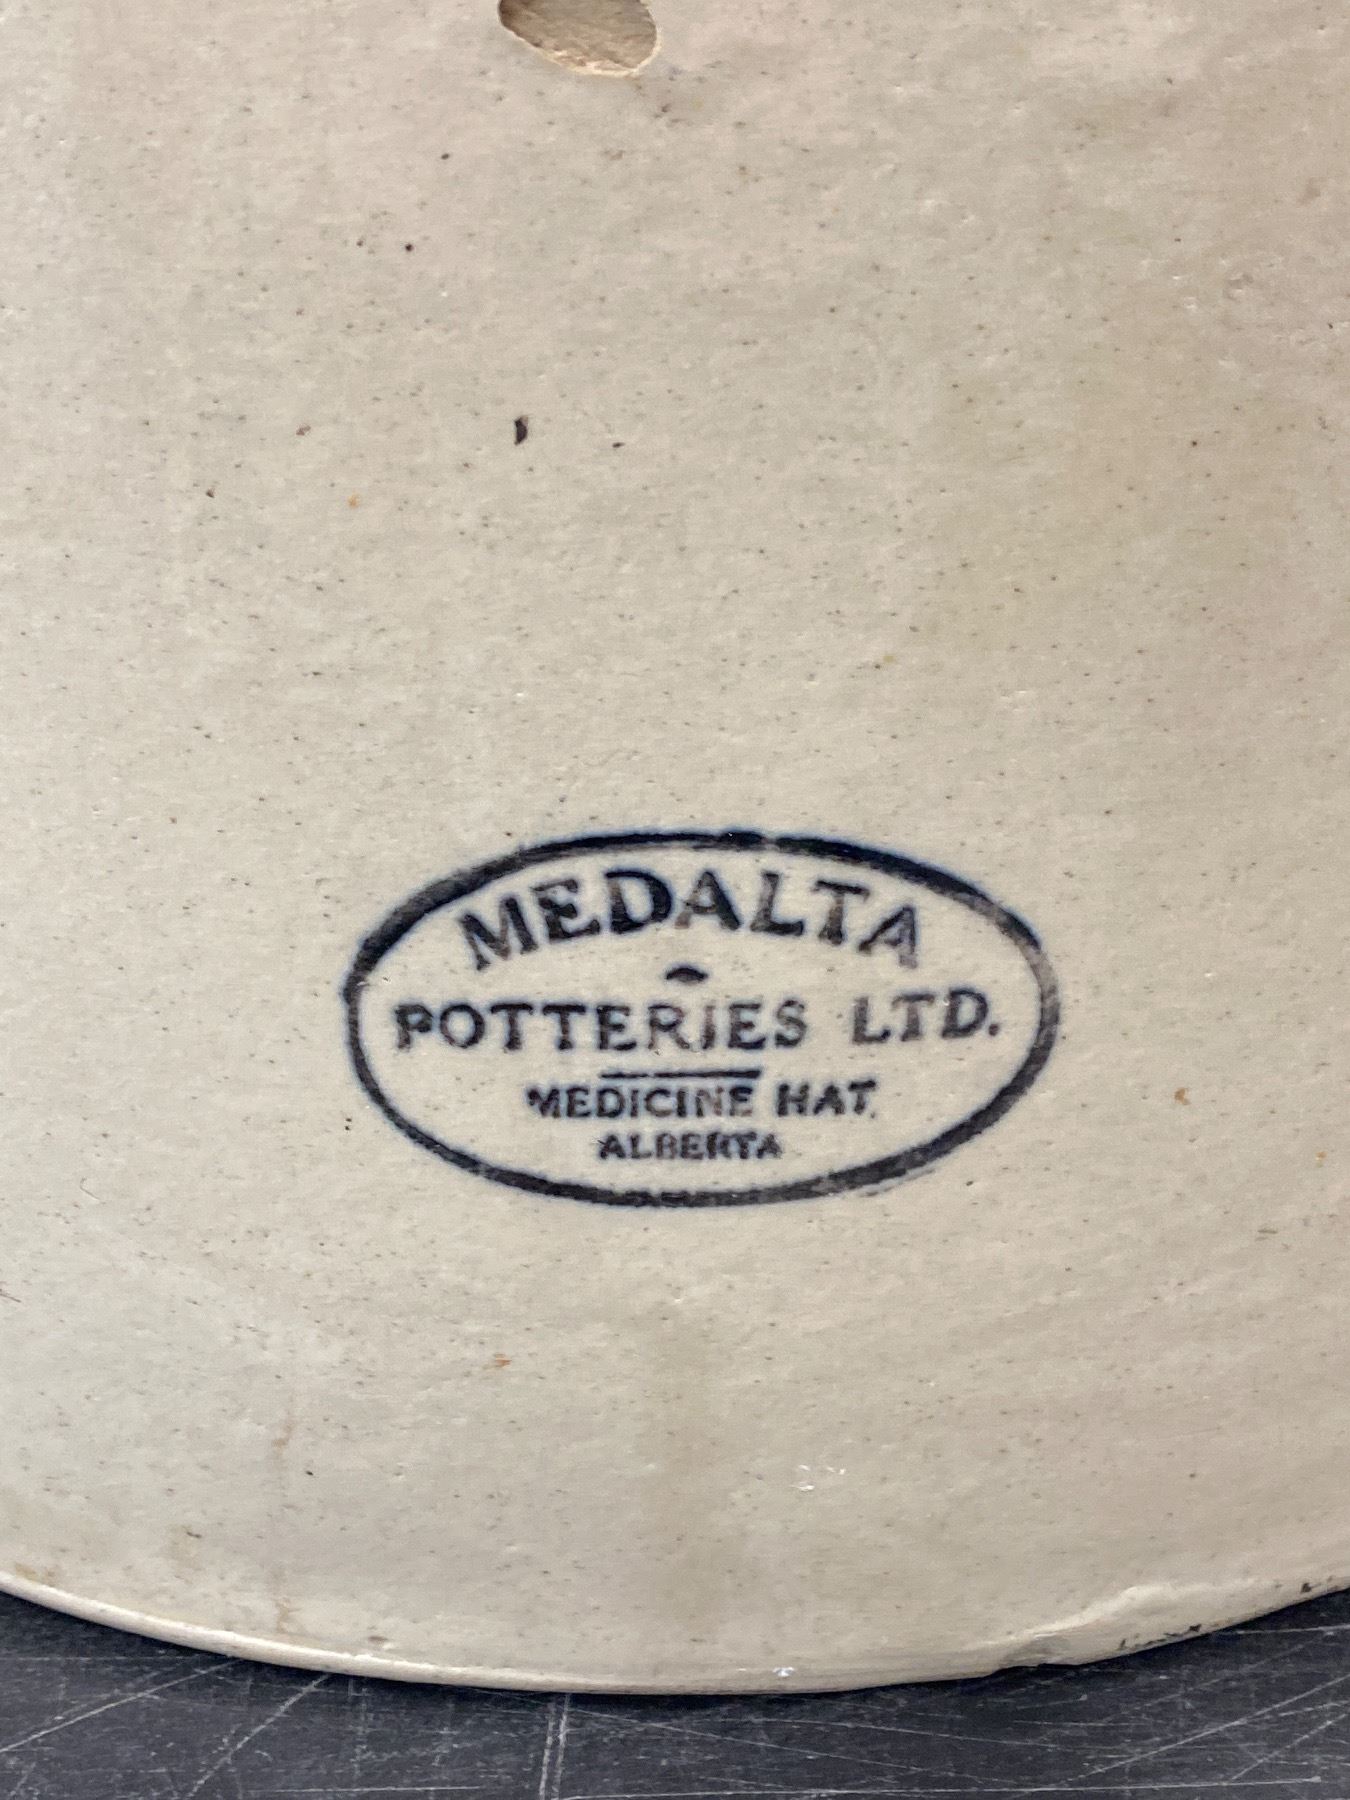 MEDALTA
POTTERIES LTD.
MEDICINE HAT,
ALBERTA